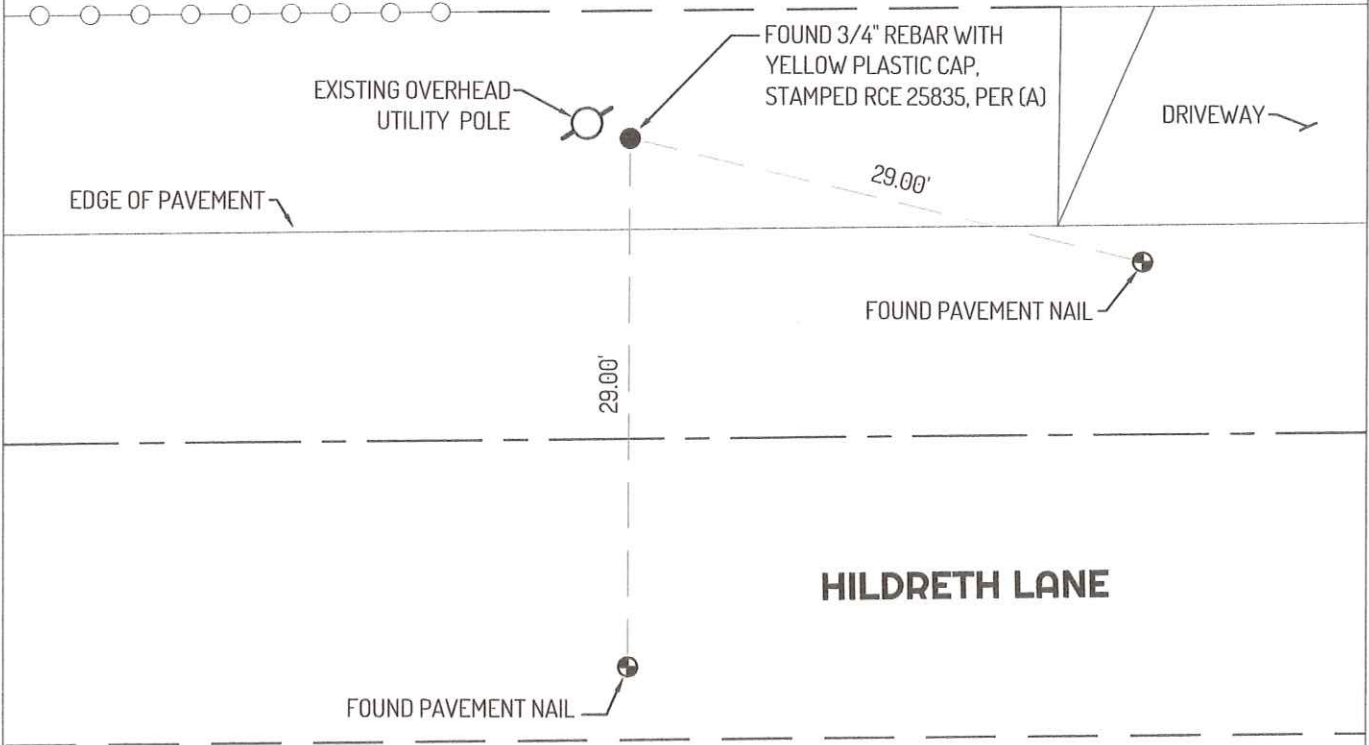 FOUND 3/4" REBAR WITH
YELLOW PLASTIC CAP,
STAMPED RCE 25835, PER (A)
EXISTING OVERHEAD
UTILITY POLE
DRIVEWAY
29.00'
EDGE OF PAVEMENT
FOUND PAVEMENT NAIL
29.00'
HILDRETH LANE
FOUND PAVEMENT NAIL